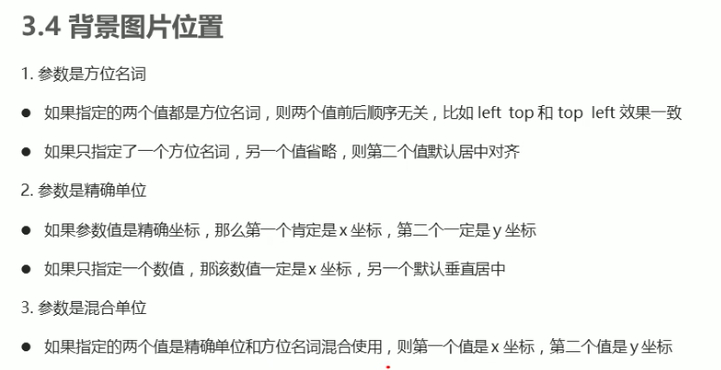 3.4 背景图片位置
1. 参数是方位名词
● 如果指定的两个值都是方位名词，则两个值前后顺序无关，比如 left top 和 top left 效果一致
● 如果只指定了一个方位名词，另一个值省略，则第二个值默认居中对齐
2. 参数是精确单位
● 如果参数值是精确坐标，那么第一个肯定是 x 坐标，第二个一定是 y 坐标
● 如果只指定一个数值，那该数值一定是 x 坐标，另一个默认垂直居中
3. 参数是混合单位
● 如果指定的两个值是精确单位和方位名词混合使用，则第一个值是 x 坐标，第二个值是 y 坐标